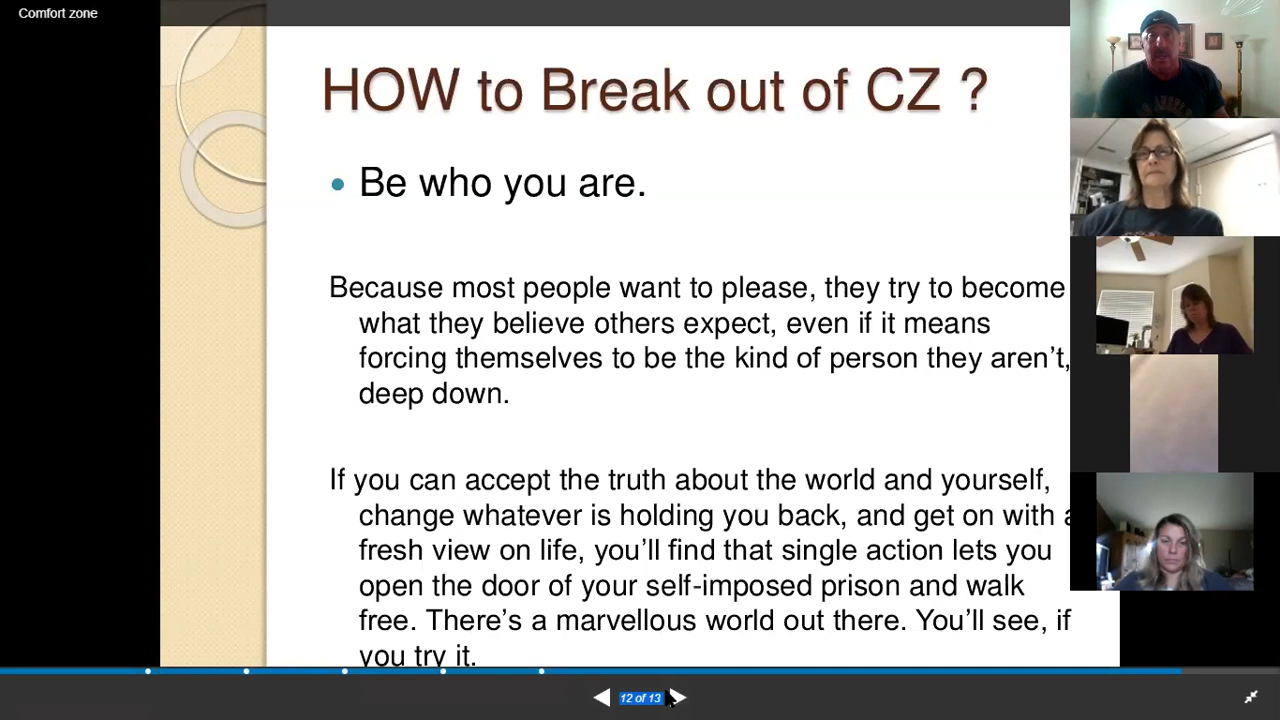 Comfort zone
HOW to Break out of CZ ?
• Be who you are.
Because most people want to please, they try to become
what they believe others expect, even if it means
forcing themselves to be the kind of person they aren’t,
deep down.
If you can accept the truth about the world and yourself,
change whatever is holding you back, and get on with a
fresh view on life, you’ll find that single action lets you
open the door of your self-imposed prison and walk
free. There’s a marvellous world out there. You’ll see, if
you try it.
12 of 13